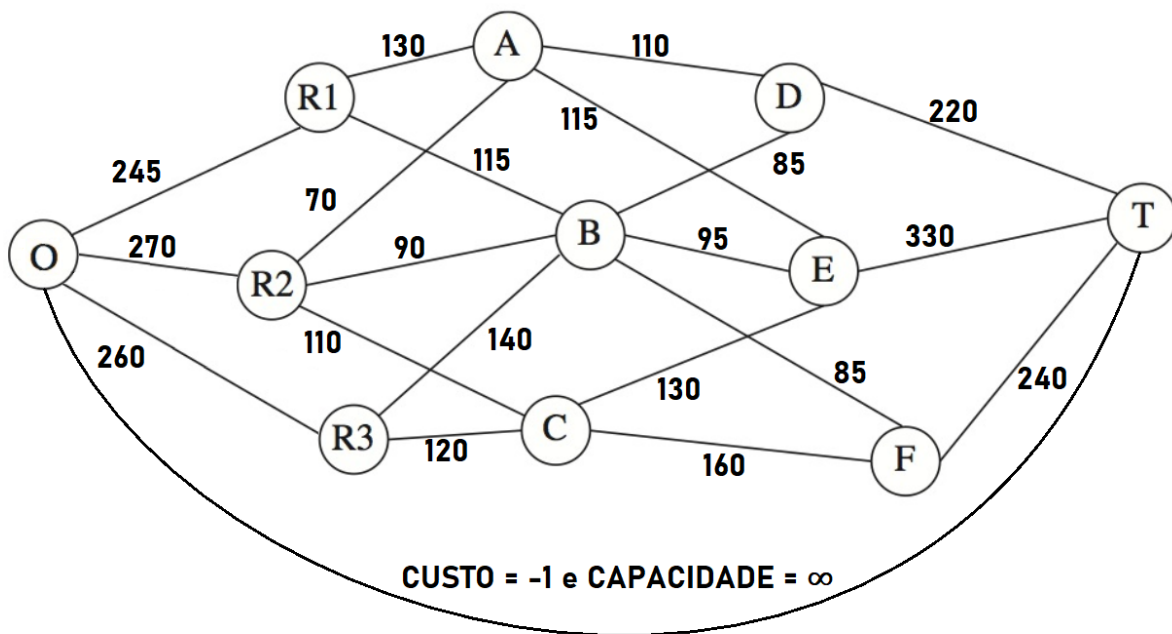 A
130
110
R1
D
115
220
245
115
85
70
T
B
O
270
90
95
330
E
R2
110
140
260
130
85
240
C
R3
120
160
F
CUSTO = -1 e CAPACIDADE = ∞